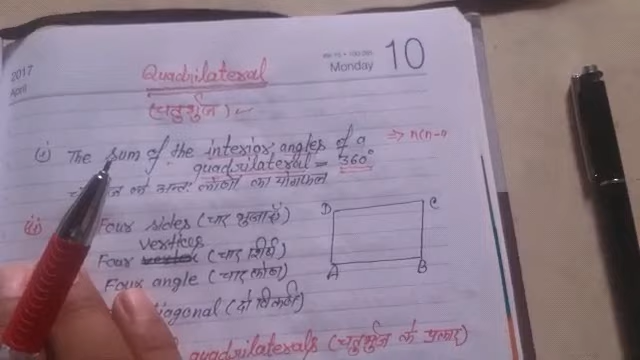 2017
April
Monday 10
Quadrilateral
(चतुर्भुज)
(i) The sum of the interior angles of a
quadrilateral = 360°
⇒ n(n-
का योगफल
(ii) Four sides (चार भुजाएँ)
vertices
Four (चार शीर्ष)
Four angle (चार कोण)
diagonal (दो विकर्ण)
D C
A B
quadrilaterals (चतुर्भुज के प्रकार)